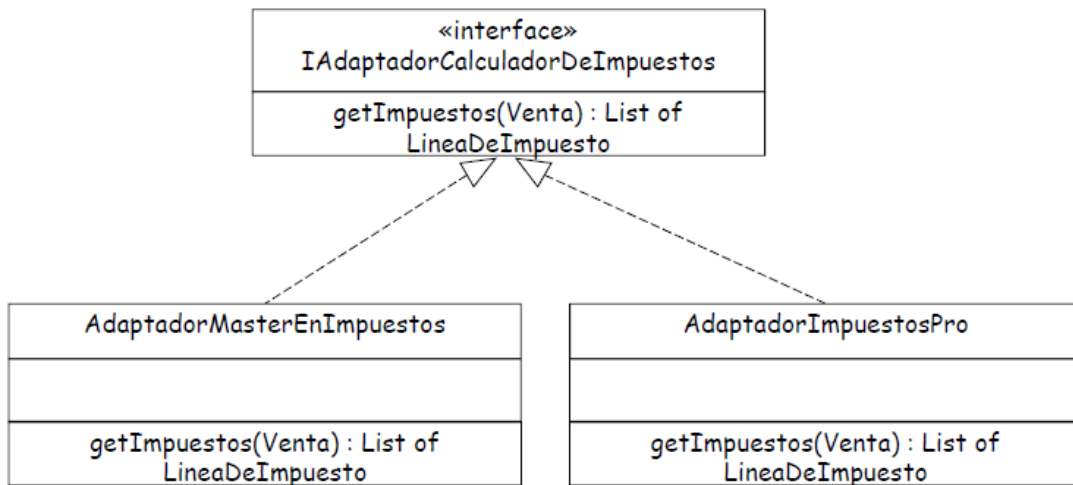 «interface»
IAdaptadorCalculadorDeImpuestos
getImpuestos(Venta) : List of
LineaDeImpuesto
AdaptadorMasterEnImpuestos
getImpuestos(Venta) : List of
LineaDeImpuesto
AdaptadorImpuestosPro
getImpuestos(Venta) : List of
LineaDeImpuesto